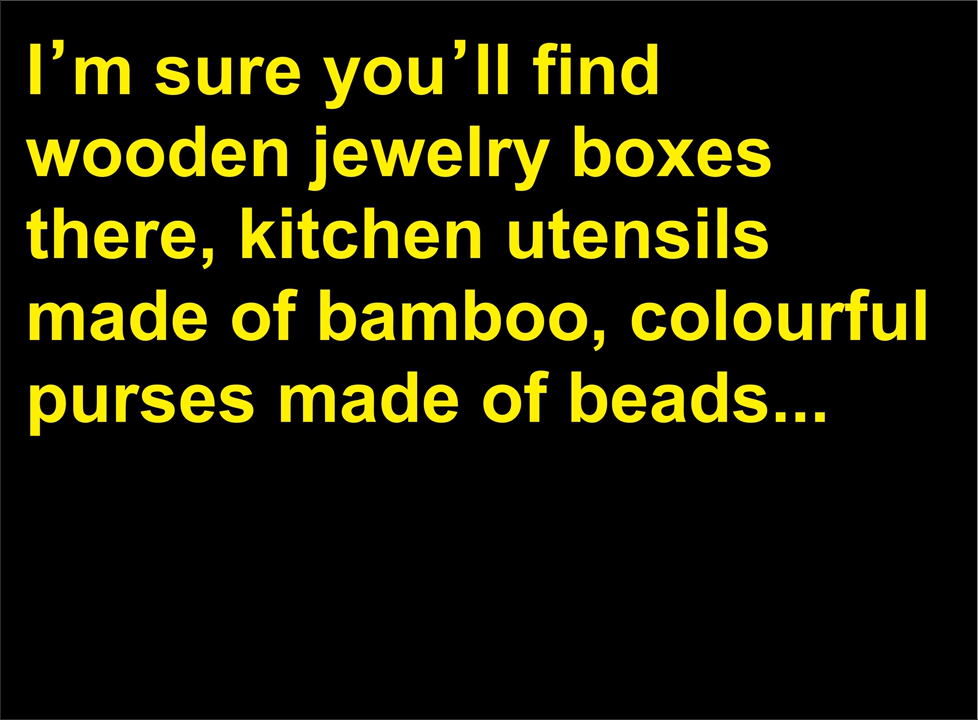 I’m sure you’ll find
wooden jewelry boxes
there, kitchen utensils
made of bamboo, colourful
purses made of beads...